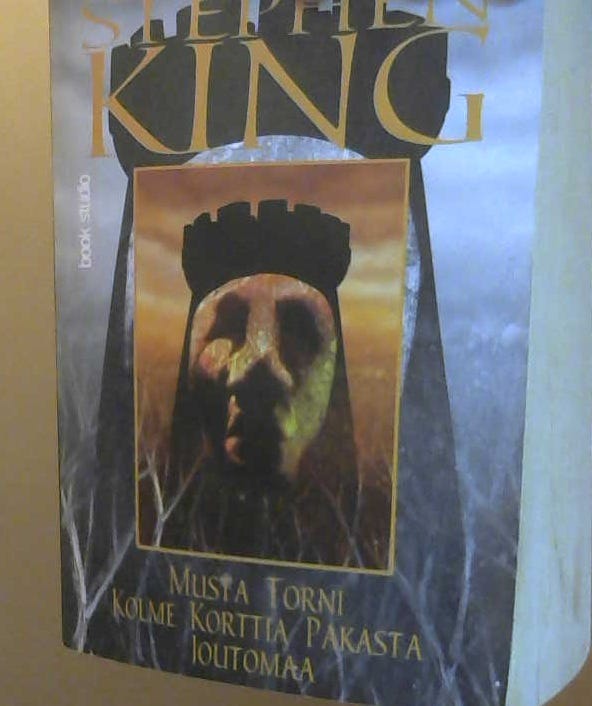 STEPHEN
KING
book studio
MUSTA TORNI
KOLME KORTTIA PAKASTA
JOUTOMAA